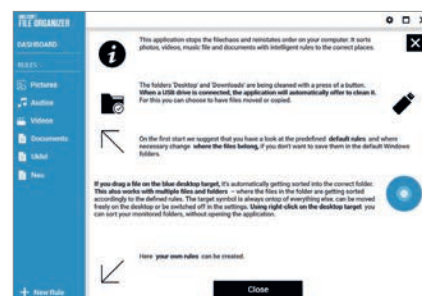 FILE ORGANIZER
DASHBOARD
RULES
Pictures
Audios
Videos
Documents
Neu
New Rule
This application stops the filechaos and reinstates order on your computer. It sorts
photos, videos, music file and documents with intelligent rules to the correct places.
The folders 'Desktop' and 'Downloads' are being cleaned with a press of a button.
When a USB drive is connected, the application will automatically offer to clean it.
For this you can choose to have files moved or copied.
On the first start we suggest that you have a look at the predefined default rules and where
necessary change where the files belong, if you don't want to save them in the default Windows
folders.
If you drag a file on the blue desktop target, it's automatically getting sorted into the correct folder.
This also works with multiple files and folders – where the files in the folder are getting sorted
accordingly to the defined rules. The target symbol is always ontop of everything else, can be moved
freely on the desktop or be switched off in the settings. Using right-click on the desktop target you
can sort your monitored folders, without opening the application.
Here your own rules can be created.
Close